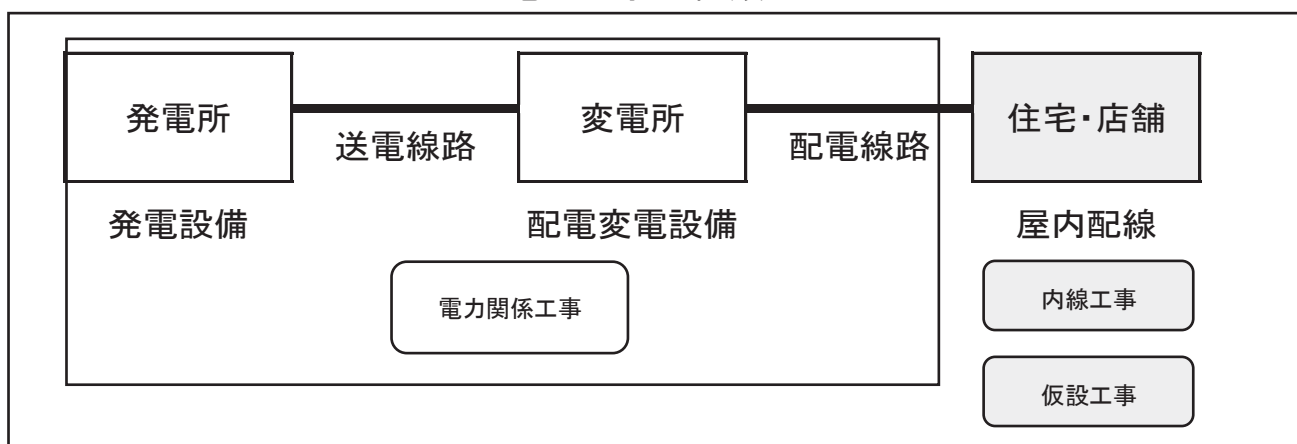 発電所
変電所
住宅・店舗
送電線路
配電線路
発電設備
配電変電設備
屋内配線
電力関係工事
内線工事
仮設工事